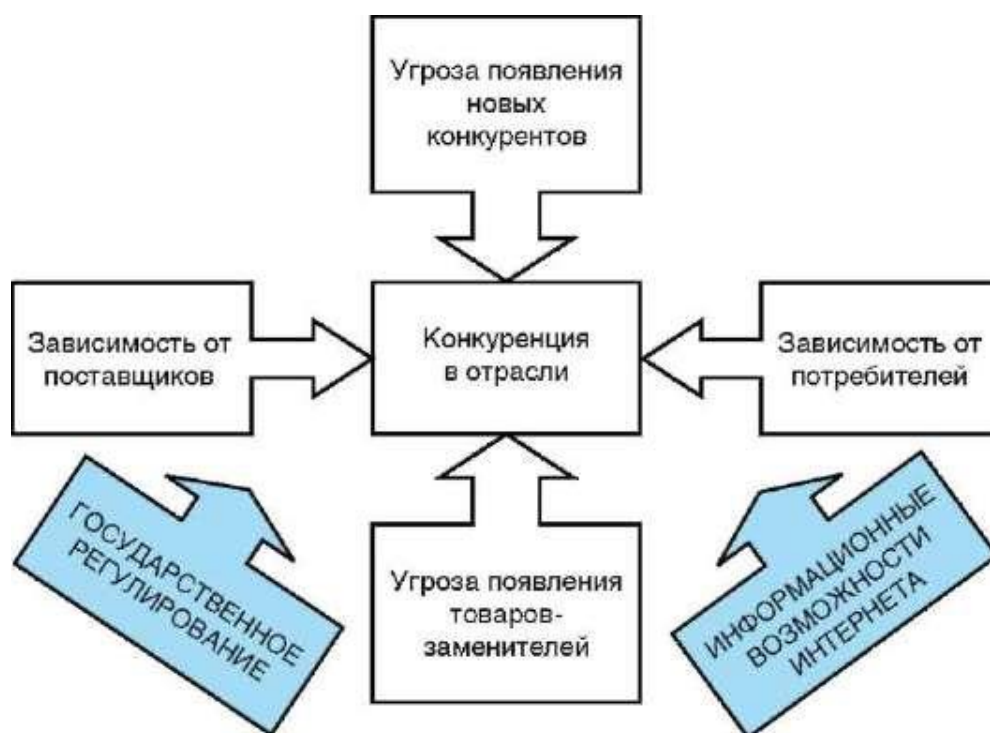 Угроза появления
новых
конкурентов
Зависимость от
поставщиков
Конкуренция
в отрасли
Зависимость от
потребителей
ГОСУДАРСТВЕННОЕ
РЕГУЛИРОВАНИЕ
Угроза появления
товаров-
заменителей
ИНФОРМАЦИОННЫЕ
ВОЗМОЖНОСТИ
ИНТЕРНЕТА